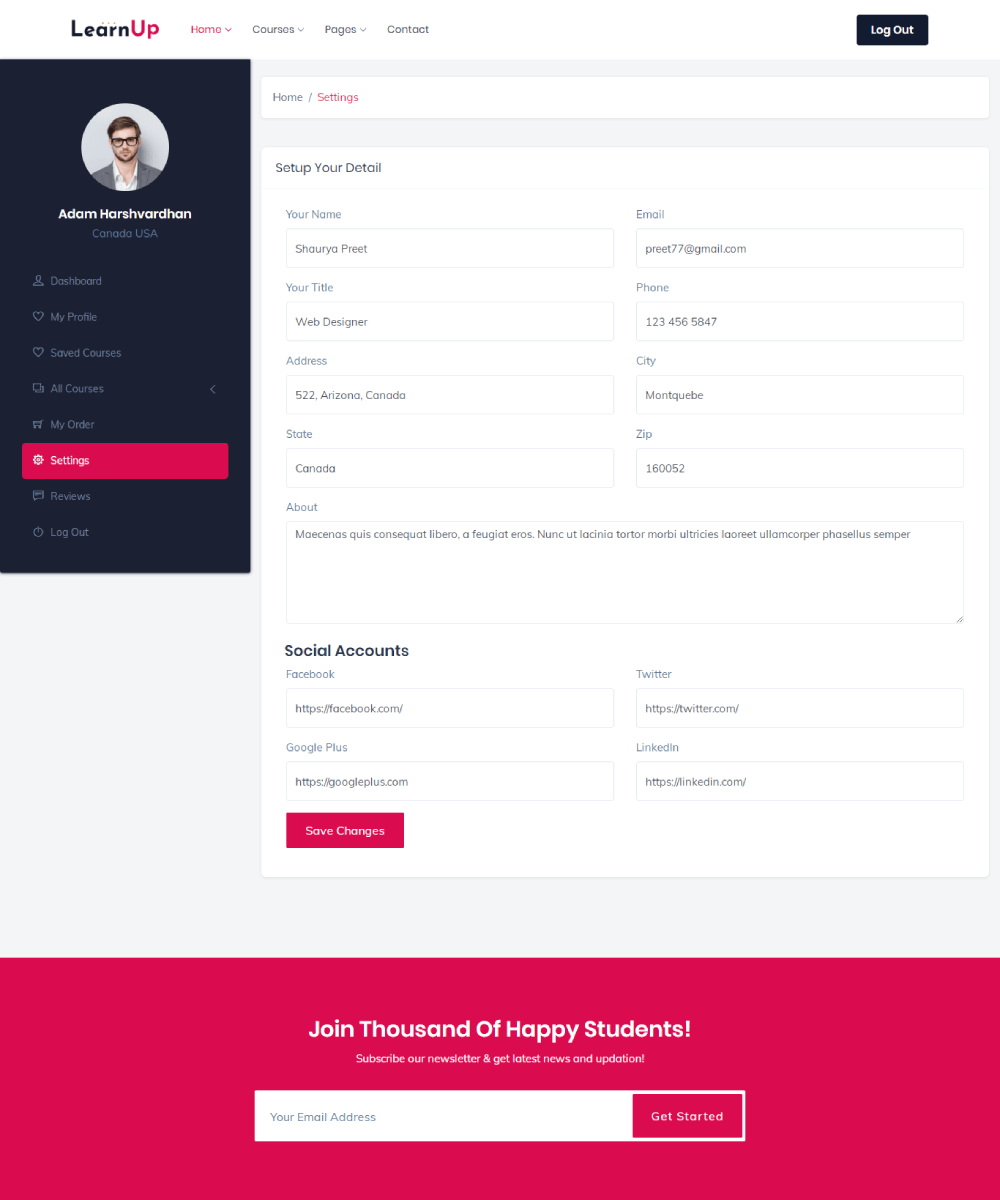 LearnUp
Home
Courses
Pages
Contact
Log Out
Adam Harshvardhan
Canada USA
Dashboard
My Profile
Saved Courses
All Courses
My Order
Settings
Reviews
Log Out
Home / Settings
Setup Your Detail
Your Name
Email
Shaurya Preet
preet77@gmail.com
Your Title
Phone
Web Designer
123 456 5847
Address
City
522, Arizona, Canada
Montquebe
State
Zip
Canada
160052
About
Maecenas quis consequat libero, a feugiat eros. Nunc ut lacinia tortor morbi ultricies laoreet ullamcorper phasellus semper
Social Accounts
Facebook
Twitter
https://facebook.com/
https://twitter.com/
Google Plus
LinkedIn
https://googleplus.com
https://linkedin.com/
Save Changes
Join Thousand Of Happy Students!
Subscribe our newsletter & get latest news and updation!
Your Email Address
Get Started